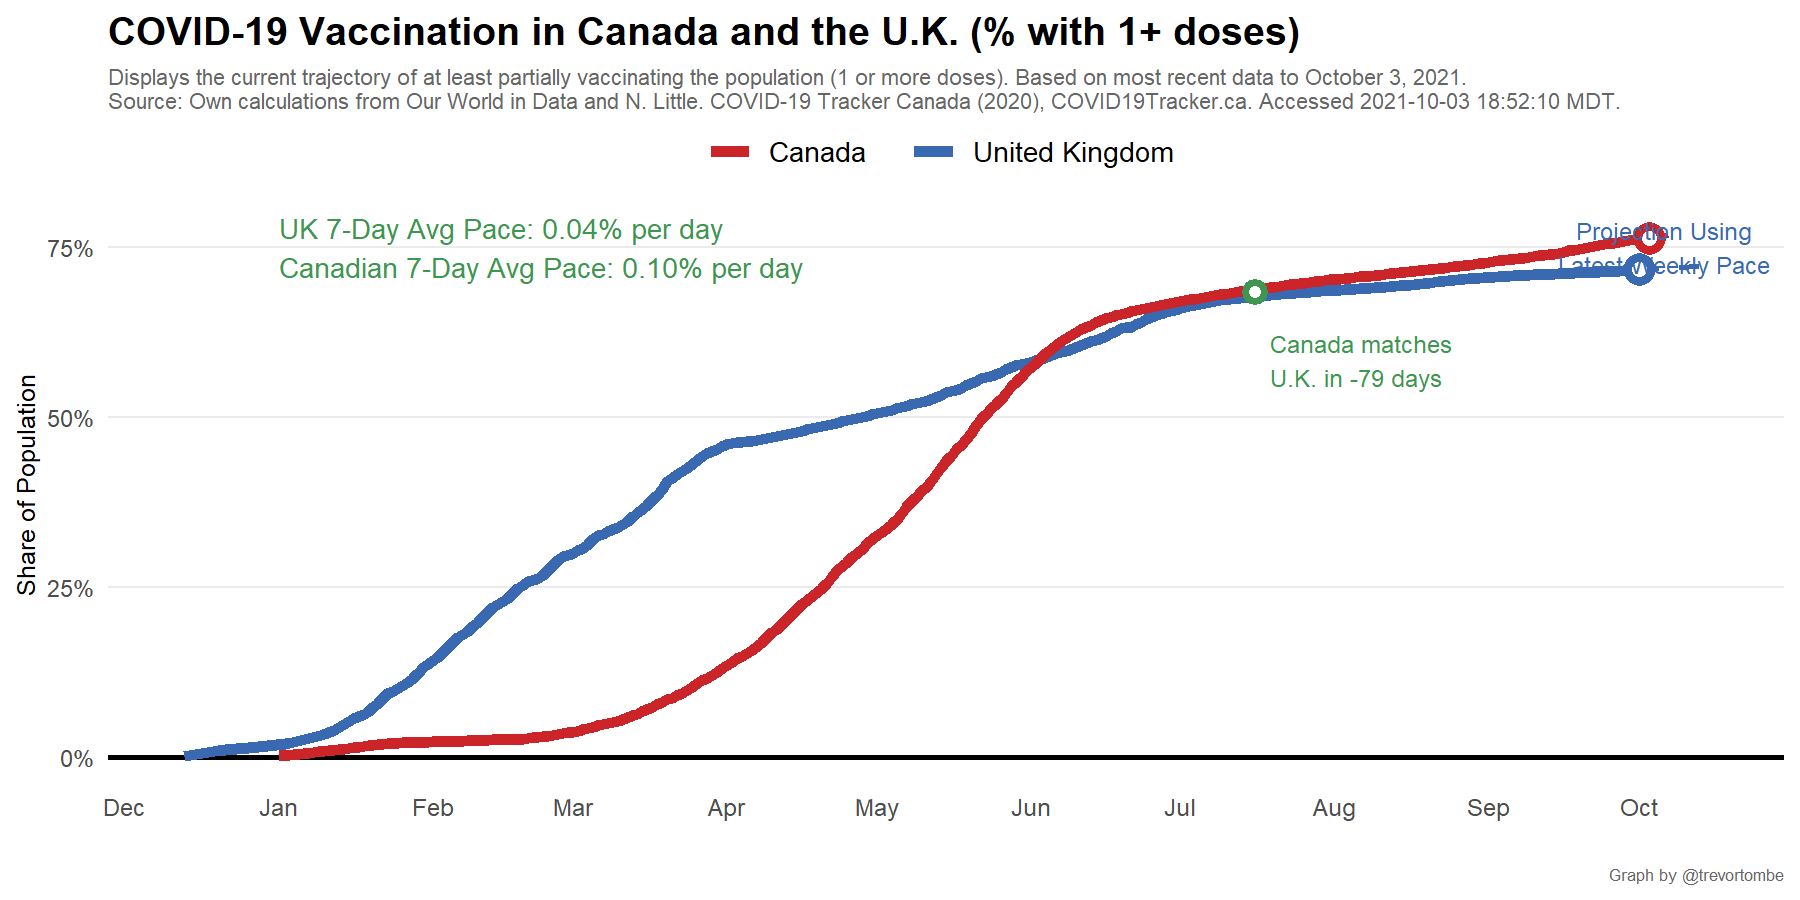 COVID-19 Vaccination in Canada and the U.K. (% with 1+ doses)
Displays the current trajectory of at least partially vaccinating the population (1 or more doses). Based on most recent data to October 3, 2021.
Source: Own calculations from Our World in Data and N. Little. COVID-19 Tracker Canada (2020), COVID19Tracker.ca. Accessed 2021-10-03 18:52:10 MDT.
Canada
United Kingdom
UK 7-Day Avg Pace: 0.04% per day
Canadian 7-Day Avg Pace: 0.10% per day
Projection Using
Latest Weekly Pace
Canada matches
U.K. in -79 days
Share of Population
75%
50%
25%
0%
Dec Jan Feb Mar Apr May Jun Jul Aug Sep Oct
Graph by @trevortombe